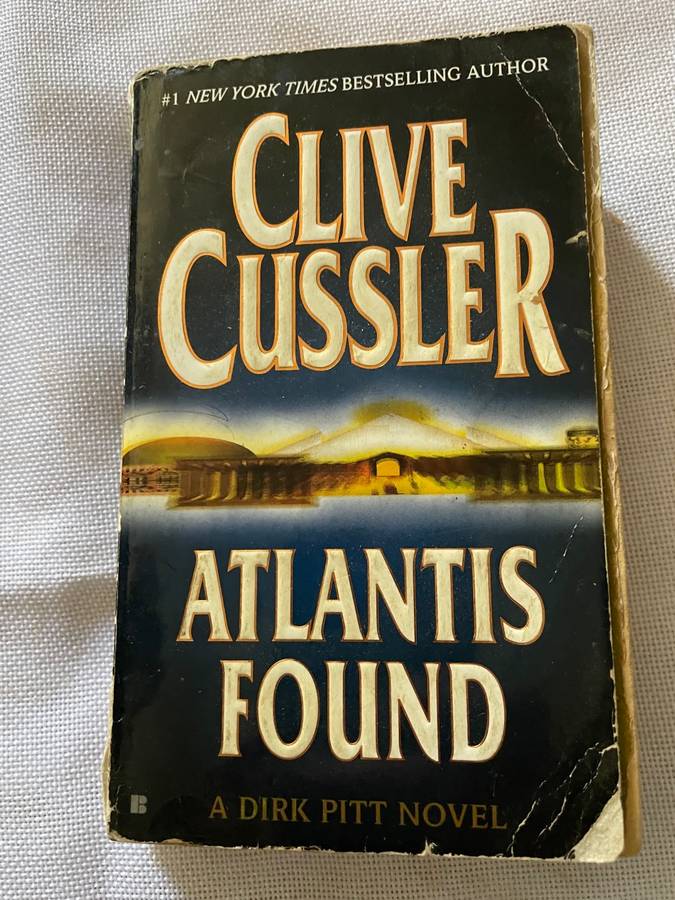 #1 NEW YORK TIMES BESTSELLING AUTHOR
CLIVE
CUSSLER
ATLANTIS
FOUND
B
A DIRK PITT NOVEL